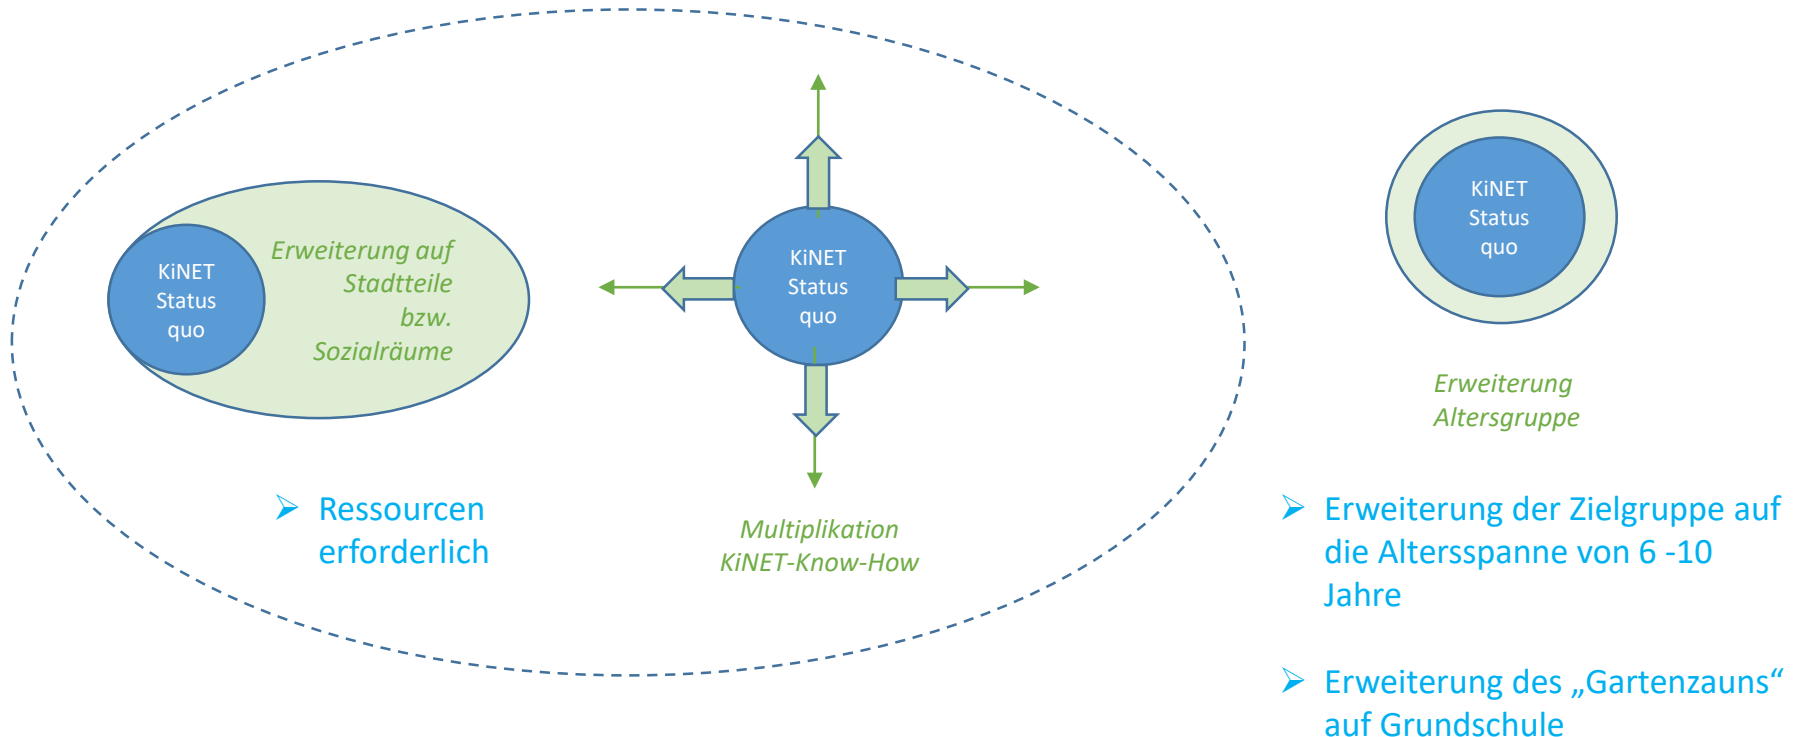 KiNET
Status
quo
Erweiterung auf
Stadtteile
bzw.
Sozialräume
➢ Ressourcen
erforderlich
KiNET
Status
quo
Multiplikation
KiNET-Know-How
KiNET
Status
quo
Erweiterung
Altersgruppe
➢ Erweiterung der Zielgruppe auf
die Altersspanne von 6 -10
Jahre
➢ Erweiterung des „Gartenzauns“
auf Grundschule